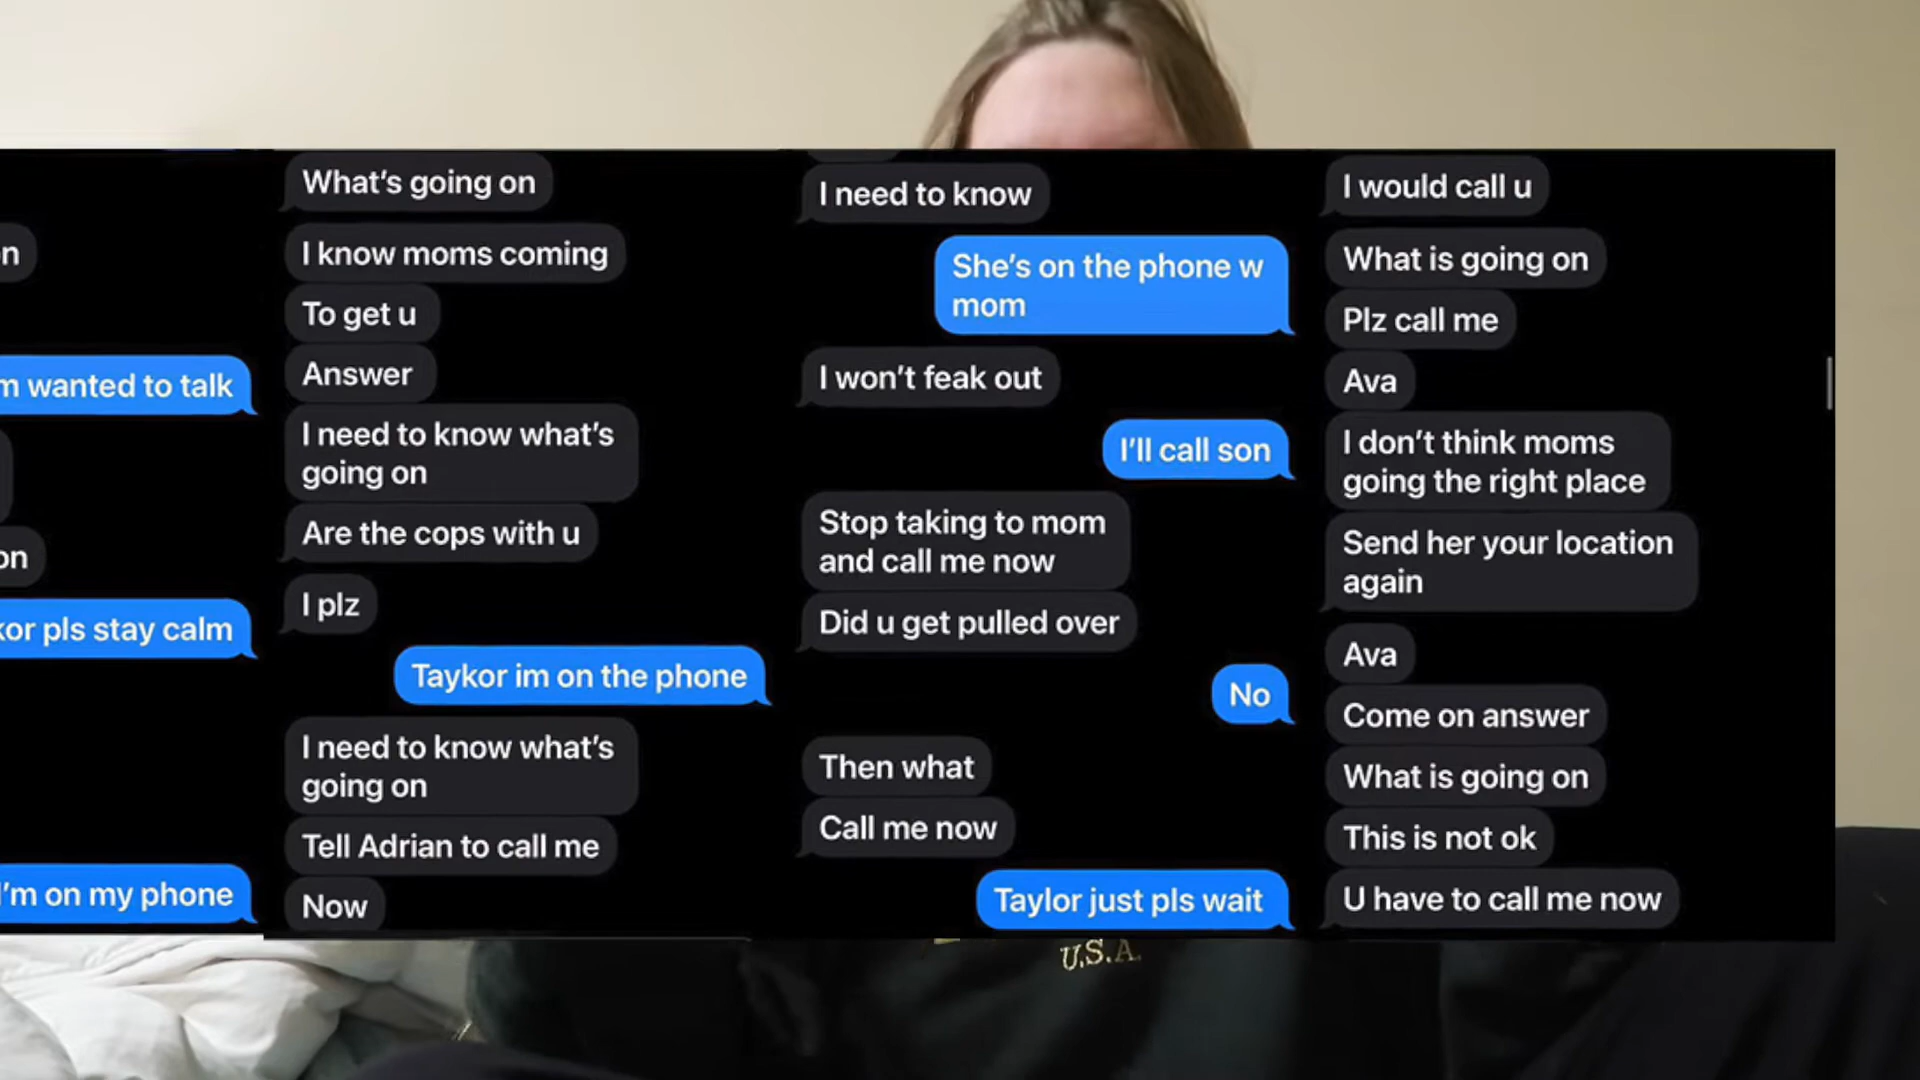 n
m wanted to talk
on
kor pls stay calm
I'm on my phone
What's going on
I know moms coming
To get u
Answer
I need to know what's
going on
Are the cops with u
I plz
Taykor im on the phone
I need to know what's
going on
Tell Adrian to call me
Now
I need to know
She's on the phone w
mom
I won't feak out
I'll call son
Stop taking to mom
and call me now
Did u get pulled over
No
Then what
Call me now
Taylor just pls wait
I would call u
What is going on
Plz call me
Ava
I don't think moms
going the right place
Send her your location
again
Ava
Come on answer
What is going on
This is not ok
U have to call me now
U.S.A.